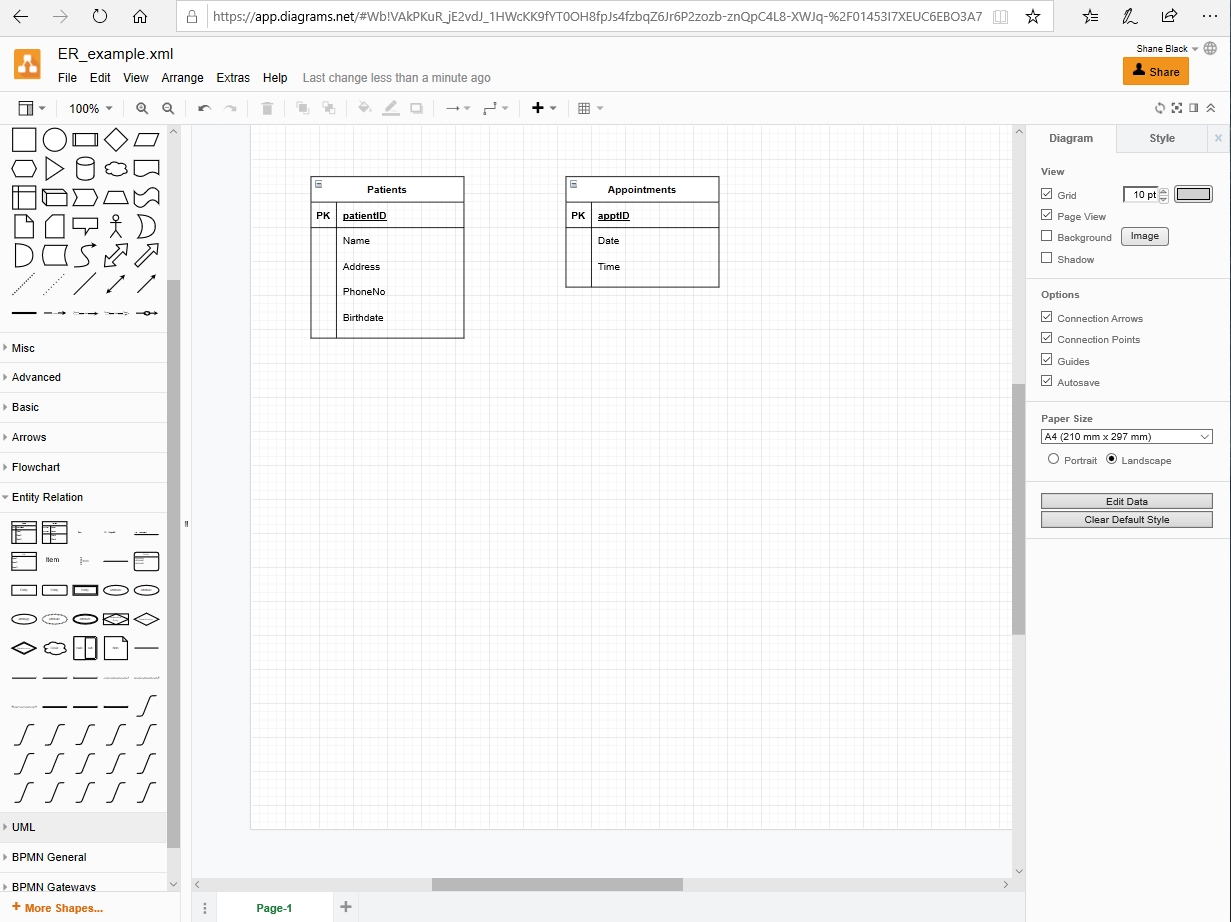 https://app.diagrams.net/#Wb!VAkPKuR_jE2vdJ_1HWcKK9fYT0OH8fpJs4fzbqZ6Jr6P2zozb-znQpC4L8-XWJq-%2F01453I7XEUC6EBO3A7
ER_example.xml
Shane Black
File Edit View Arrange Extras Help Last change less than a minute ago
Share
100%
Diagram Style
Patients
PK patientID
Name
Address
PhoneNo
Birthdate
Appointments
PK apptID
Date
Time
View
Grid 10 pt
Page View
Background Image
Shadow
Options
Connection Arrows
Connection Points
Guides
Autosave
Paper Size
A4 (210 mm x 297 mm)
Portrait Landscape
Edit Data
Clear Default Style
Misc
Advanced
Basic
Arrows
Flowchart
Entity Relation
Item
UML
BPMN General
BPMN Gateways
+ More Shapes...
Page-1